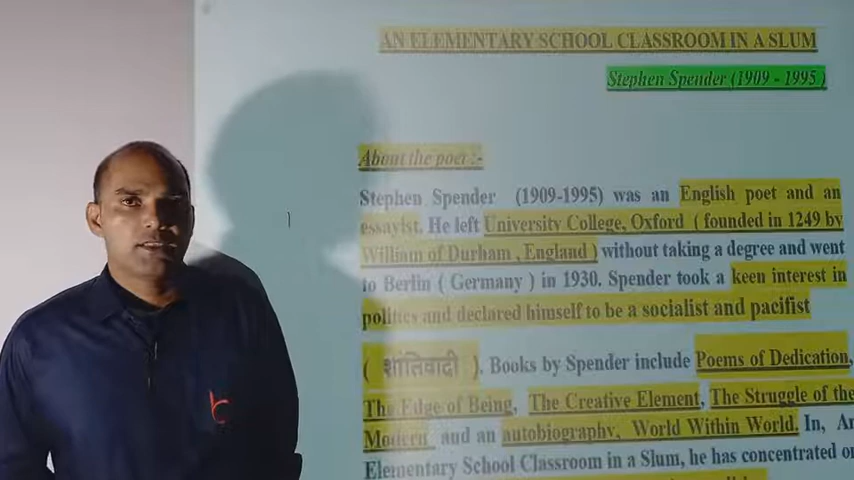 AN ELEMENTARY SCHOOL CLASSROOM IN A SLUM
Stephen Spender (1909 - 1995)
About the poet :-
Stephen Spender (1909-1995) was an English poet and an
essayist. He left University College, Oxford (founded in 1249 by
William of Durham, England) without taking a degree and went
to Berlin (Germany) in 1930. Spender took a keen interest in
politics and declared himself to be a socialist and pacifist
(शांतिवादी ). Books by Spender include Poems of Dedication,
The Edge of Being, The Creative Element, The Struggle of the
Modern and an autobiography, World Within World. In, An
Elementary School Classroom in a Slum, he has concentrated on